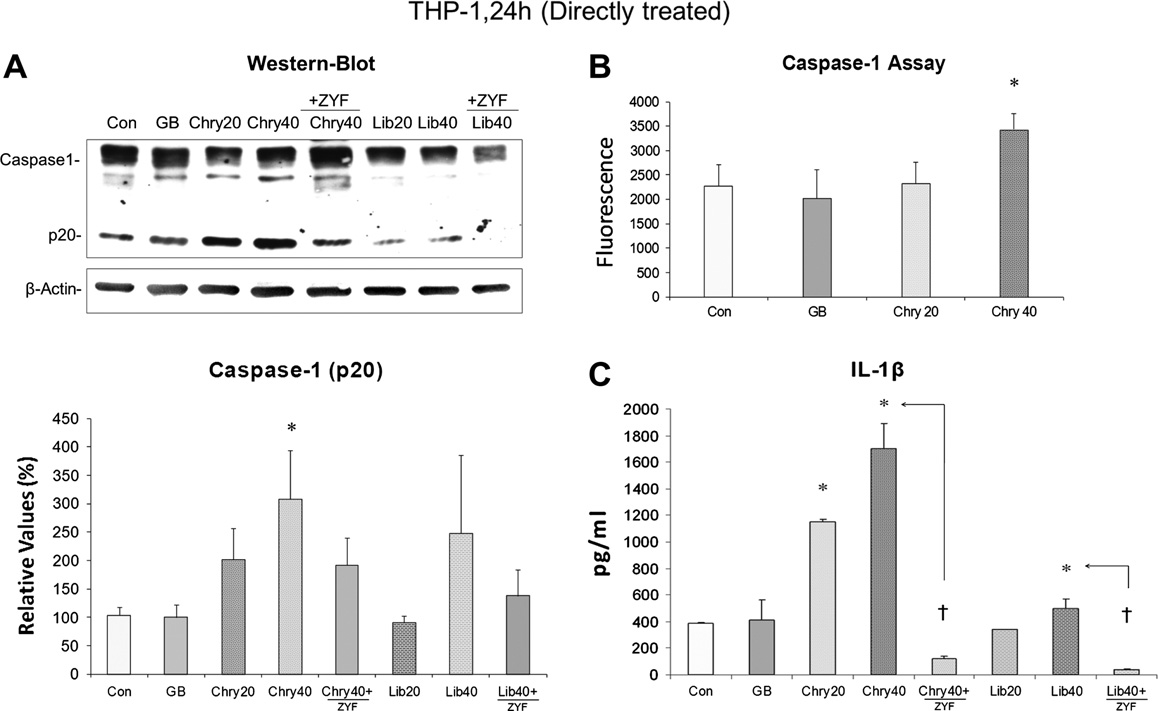 THP-1,24h (Directly treated)
A
Western-Blot
+ZYF
+ZYF
Con GB Chry20 Chry40 Chry40 Lib20 Lib40 Lib40
Caspase1-
p20-
β-Actin-
B
Caspase-1 Assay
*
4000
3500
3000
2500
2000
1500
1000
500
0
Fluorescence
Con GB Chry 20 Chry 40
Caspase-1 (p20)
*
450
400
350
300
250
200
150
100
50
0
Relative Values (%)
Con GB Chry20 Chry40 Chry40+ Lib20 Lib40 Lib40+
ZYF ZYF
C
IL-1β
* * * † †
2000
1800
1600
1400
1200
1000
800
600
400
200
0
pg/ml
Con GB Chry20 Chry40 Chry40+ Lib20 Lib40 Lib40+
ZYF ZYF